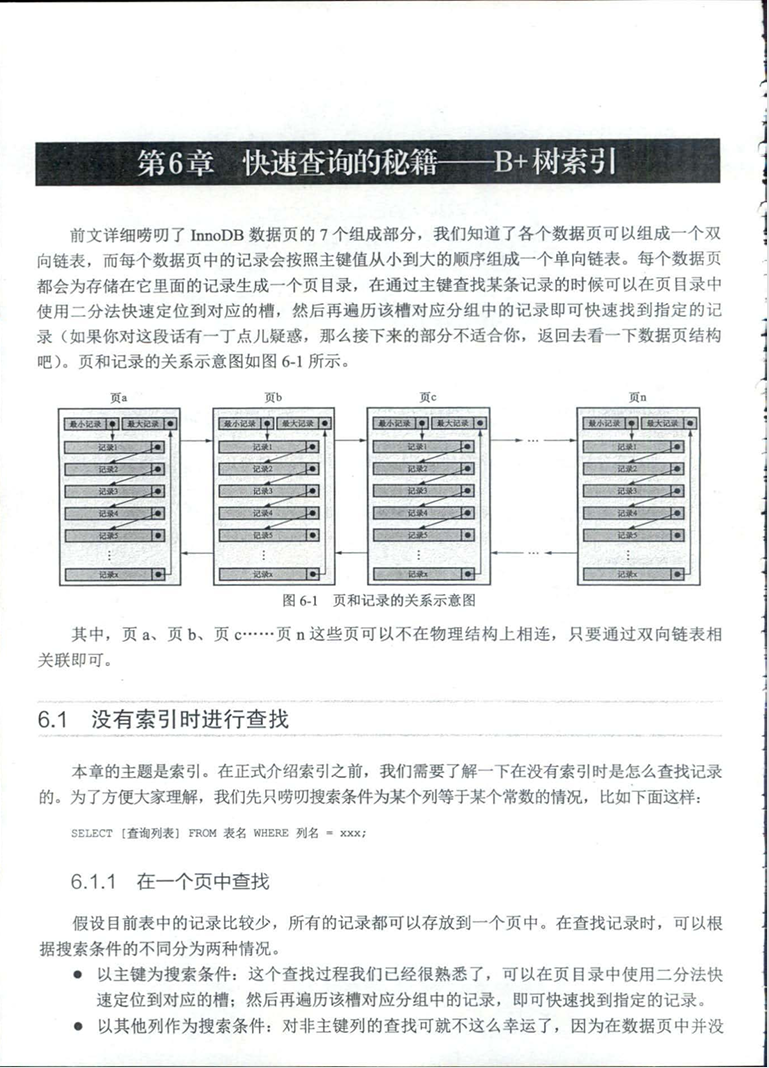 第6章 快速查询的秘籍——B+树索引
前文详细唠叨了 InnoDB 数据页的 7 个组成部分，我们知道了各个数据页可以组成一个双
向链表，而每个数据页中的记录会按照主键值从小到大的顺序组成一个单向链表。每个数据页
都会为存储在它里面的记录生成一个页目录，在通过主键查找某条记录的时候可以在页目录中
使用二分法快速定位到对应的槽，然后再遍历该槽对应分组中的记录即可快速找到指定的记
录（如果你对这段话有一丁点儿疑惑，那么接下来的部分不适合你，返回去看一下数据页结构
吧）。页和记录的关系示意图如图 6-1 所示。
页a 页b 页c 页n
最小记录 最大记录 最小记录 最大记录 最小记录 最大记录 最小记录 最大记录
记录1 记录1 记录1 记录1
记录2 记录2 记录2 记录2
记录3 记录3 记录3 记录3
记录4 记录4 记录4 记录4
记录5 记录5 记录5 记录5
记录x 记录x 记录x 记录x
图 6-1 页和记录的关系示意图
其中，页 a、页 b、页 c……页 n 这些页可以不在物理结构上相连，只要通过双向链表相
关联即可。
6.1 没有索引时进行查找
本章的主题是索引。在正式介绍索引之前，我们需要了解一下在没有索引时是怎么查找记录
的。为了方便大家理解，我们先只唠叨搜索条件为某个列等于某个常数的情况，比如下面这样：
SELECT [查询列表] FROM 表名 WHERE 列名 = xxx;
6.1.1 在一个页中查找
假设目前表中的记录比较少，所有的记录都可以存放到一个页中。在查找记录时，可以根
据搜索条件的不同分为两种情况。
● 以主键为搜索条件：这个查找过程我们已经很熟悉了，可以在页目录中使用二分法快
速定位到对应的槽；然后再遍历该槽对应分组中的记录，即可快速找到指定的记录。
● 以其他列作为搜索条件：对非主键列的查找可就不这么幸运了，因为在数据页中并没